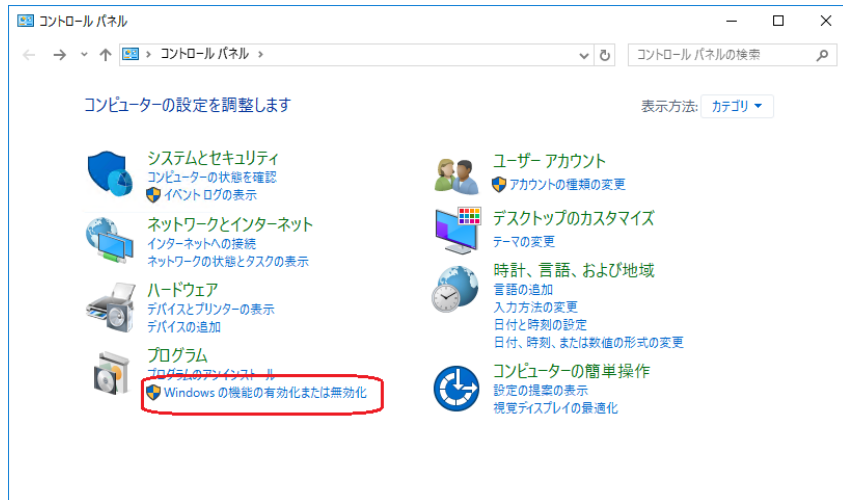 コントロール パネル
コントロール パネル
コントロール パネルの検索
コンピューターの設定を調整します
表示方法: カテゴリ
システムとセキュリティ
コンピューターの状態を確認
イベント ログの表示
ネットワークとインターネット
インターネットへの接続
ネットワークの状態とタスクの表示
ハードウェア
デバイスとプリンターの表示
デバイスの追加
プログラム
プログラムのアンインストール
Windows の機能の有効化または無効化
ユーザー アカウント
アカウントの種類の変更
デスクトップのカスタマイズ
テーマの変更
時計、言語、および地域
言語の追加
入力方法の変更
日付と時刻の設定
日付、時刻、または数値の形式の変更
コンピューターの簡単操作
設定の提案の表示
視覚ディスプレイの最適化